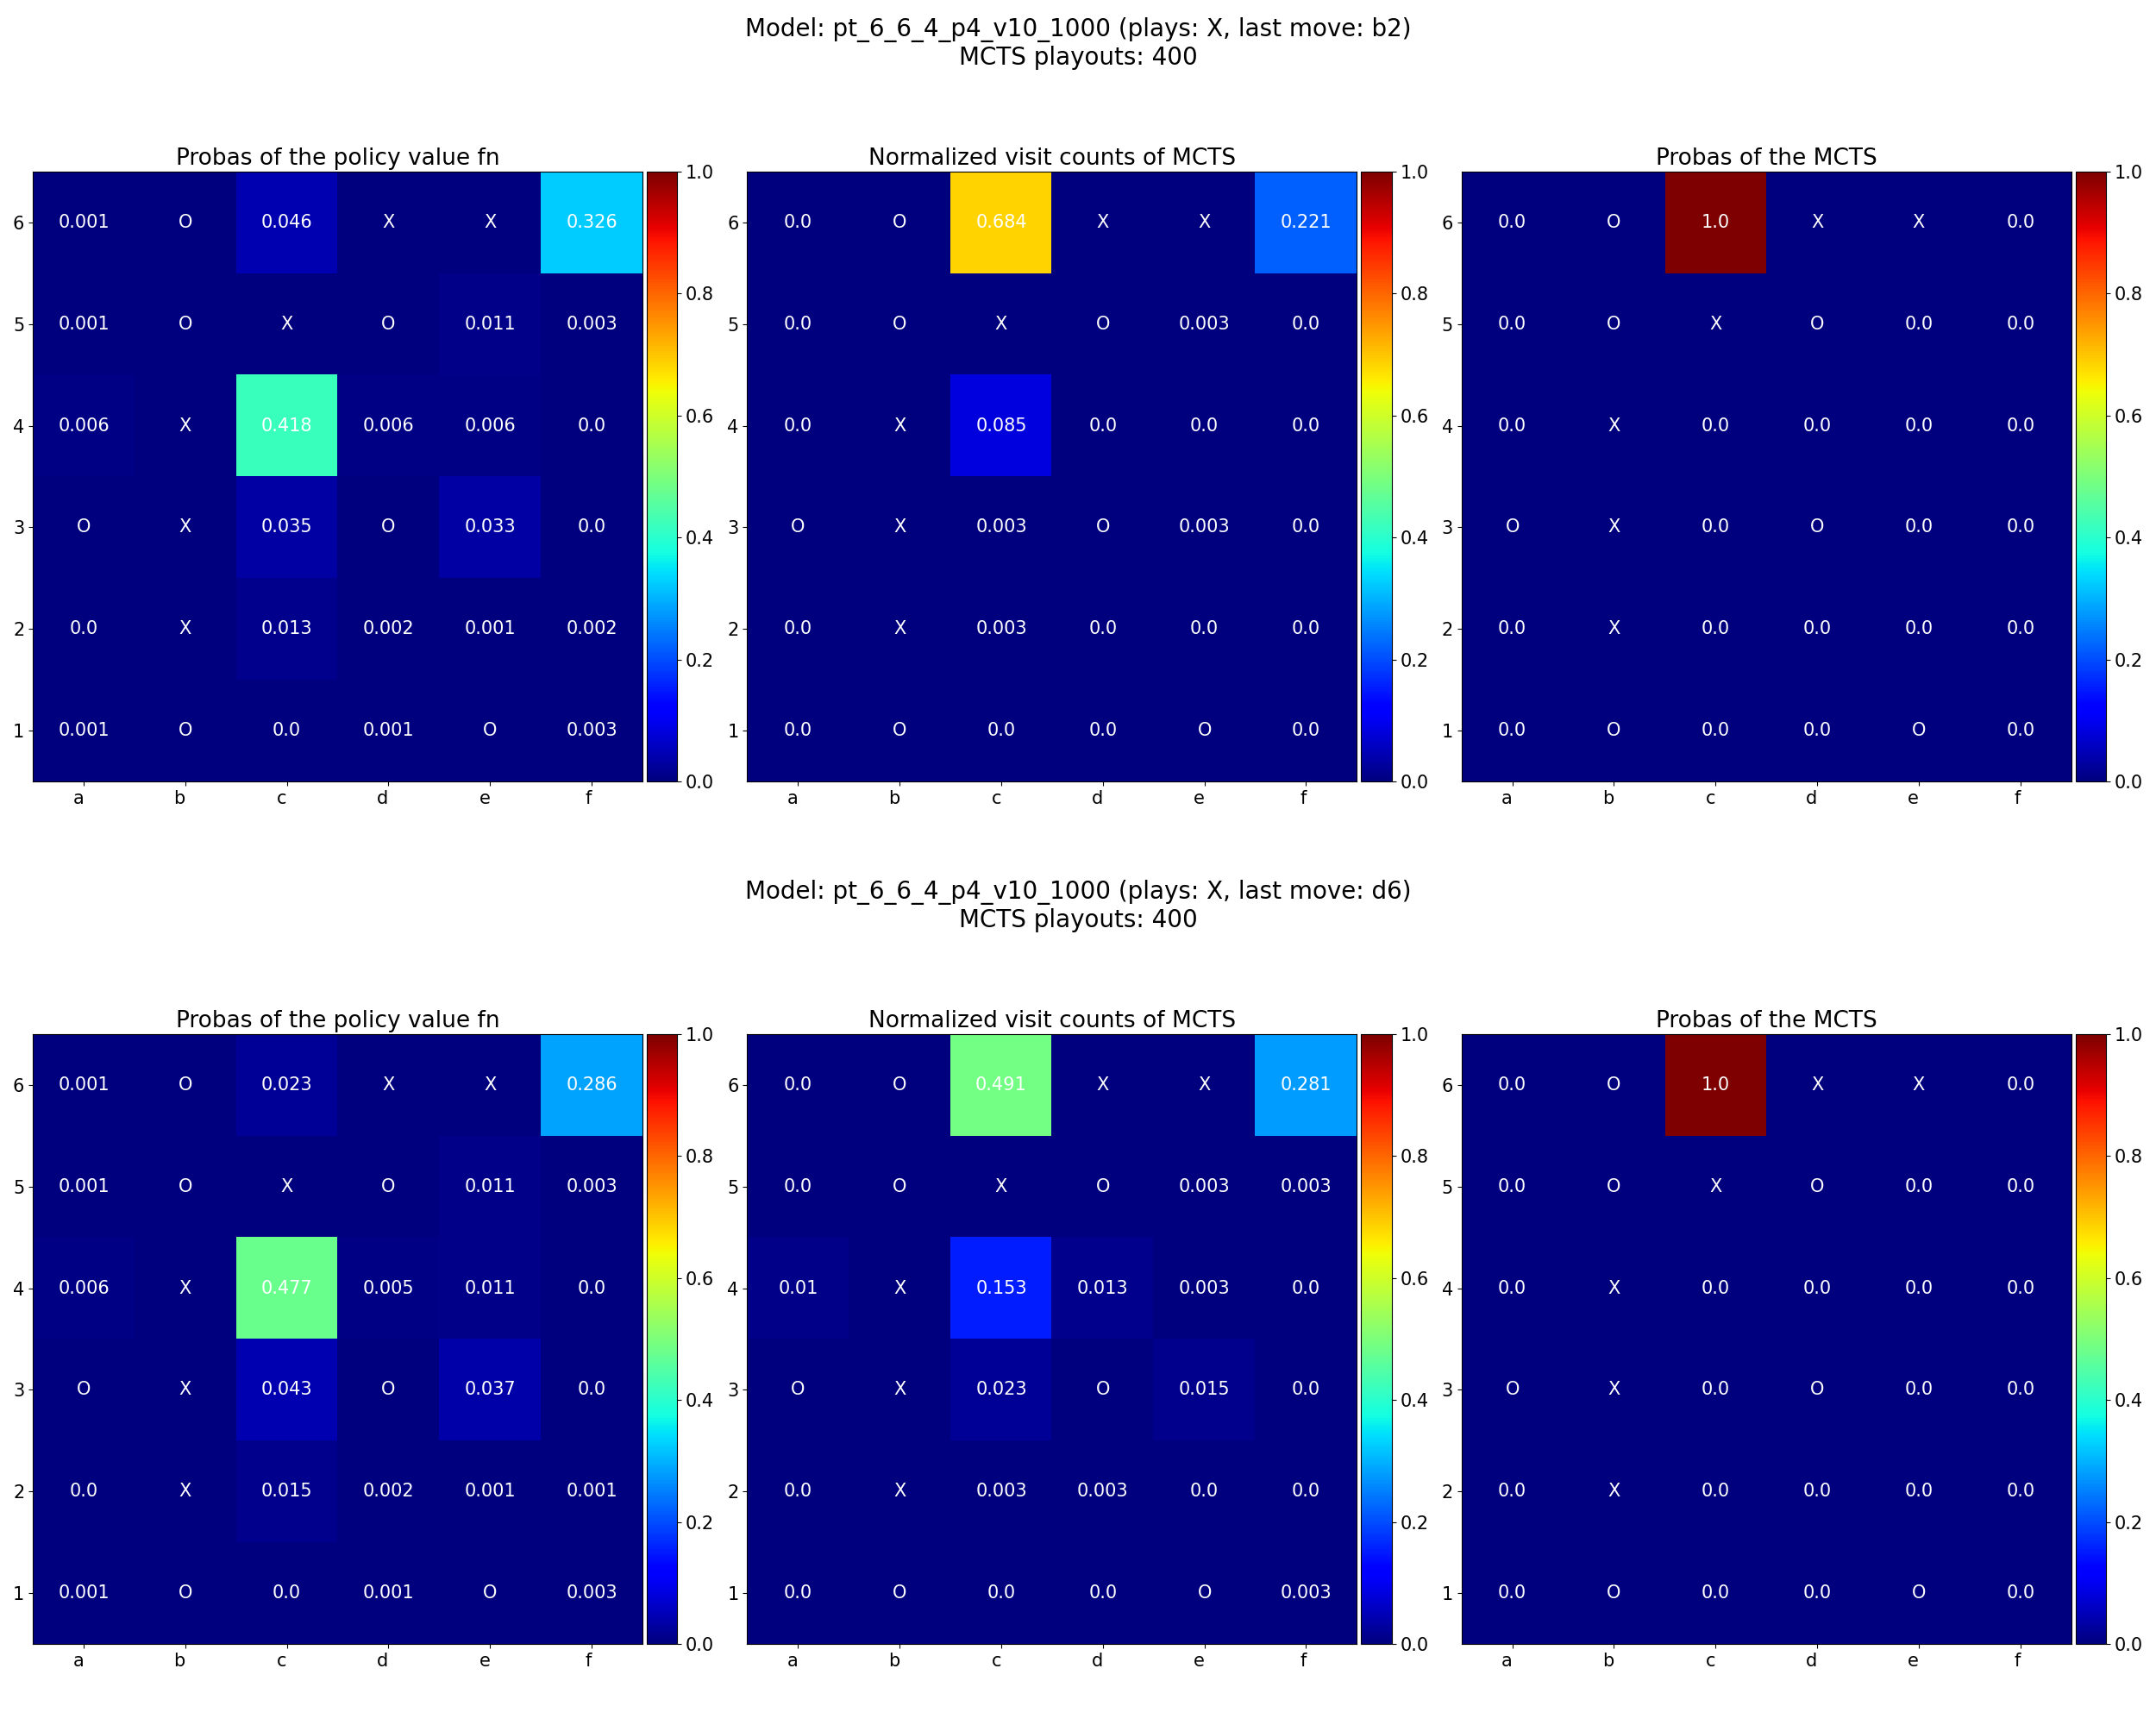 Model: pt_6_6_4_p4_v10_1000 (plays: X, last move: b2)
MCTS playouts: 400
Probas of the policy value fn
6 0.001 O 0.046 X X 0.326
5 0.001 O X O 0.011 0.003
4 0.006 X 0.418 0.006 0.006 0.0
3 O X 0.035 O 0.033 0.0
2 0.0 X 0.013 0.002 0.001 0.002
1 0.001 O 0.0 0.001 O 0.003
a b c d e f
1.0
0.8
0.6
0.4
0.2
0.0
Normalized visit counts of MCTS
6 0.0 O 0.684 X X 0.221
5 0.0 O X O 0.003 0.0
4 0.0 X 0.085 0.0 0.0 0.0
3 O X 0.003 O 0.003 0.0
2 0.0 X 0.003 0.0 0.0 0.0
1 0.0 O 0.0 0.0 O 0.0
a b c d e f
1.0
0.8
0.6
0.4
0.2
0.0
Probas of the MCTS
6 0.0 O 1.0 X X 0.0
5 0.0 O X O 0.0 0.0
4 0.0 X 0.0 0.0 0.0 0.0
3 O X 0.0 O 0.0 0.0
2 0.0 X 0.0 0.0 0.0 0.0
1 0.0 O 0.0 0.0 O 0.0
a b c d e f
1.0
0.8
0.6
0.4
0.2
0.0
Model: pt_6_6_4_p4_v10_1000 (plays: X, last move: d6)
MCTS playouts: 400
Probas of the policy value fn
6 0.001 O 0.023 X X 0.286
5 0.001 O X O 0.011 0.003
4 0.006 X 0.477 0.005 0.011 0.0
3 O X 0.043 O 0.037 0.0
2 0.0 X 0.015 0.002 0.001 0.001
1 0.001 O 0.0 0.001 O 0.003
a b c d e f
1.0
0.8
0.6
0.4
0.2
0.0
Normalized visit counts of MCTS
6 0.0 O 0.491 X X 0.281
5 0.0 O X O 0.003 0.003
4 0.01 X 0.153 0.013 0.003 0.0
3 O X 0.023 O 0.015 0.0
2 0.0 X 0.003 0.003 0.0 0.0
1 0.0 O 0.0 0.0 O 0.003
a b c d e f
1.0
0.8
0.6
0.4
0.2
0.0
Probas of the MCTS
6 0.0 O 1.0 X X 0.0
5 0.0 O X O 0.0 0.0
4 0.0 X 0.0 0.0 0.0 0.0
3 O X 0.0 O 0.0 0.0
2 0.0 X 0.0 0.0 0.0 0.0
1 0.0 O 0.0 0.0 O 0.0
a b c d e f
1.0
0.8
0.6
0.4
0.2
0.0